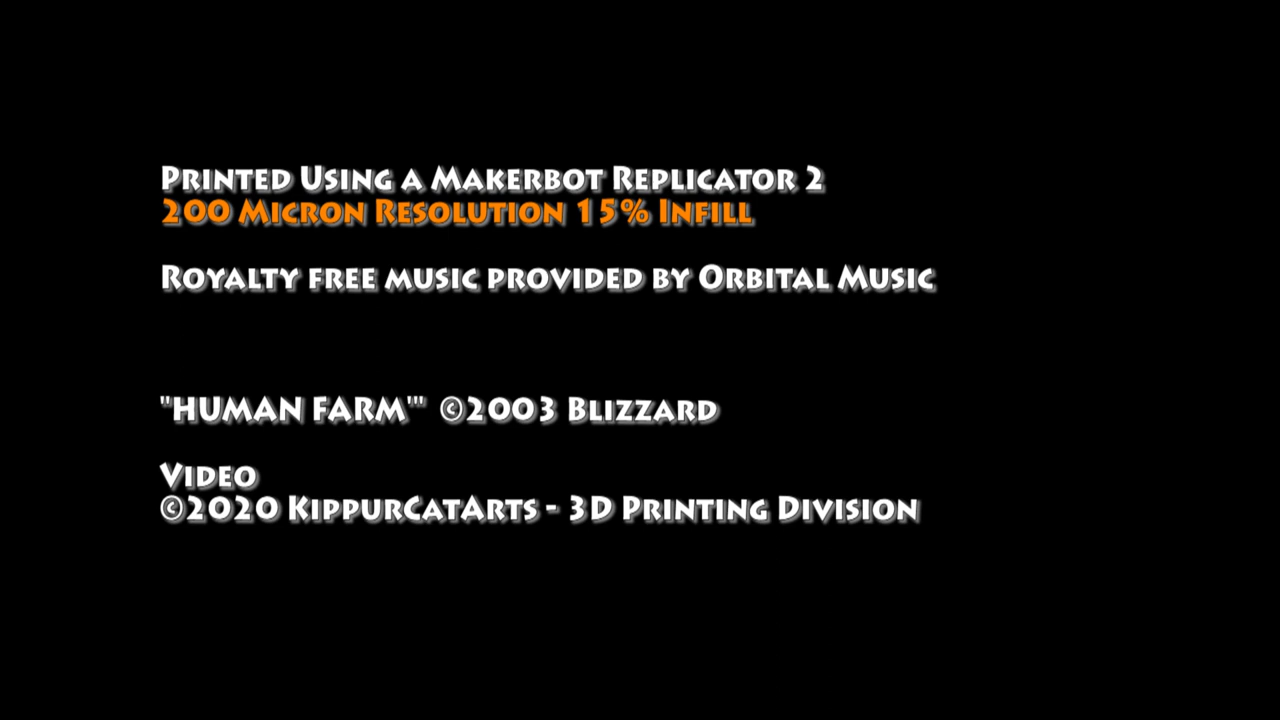 Printed Using a Makerbot Replicator 2
200 Micron Resolution 15% Infill
Royalty free music provided by Orbital Music
"HUMAN FARM'" ©2003 Blizzard
Video
©2020 KippurCatArts - 3D Printing Division